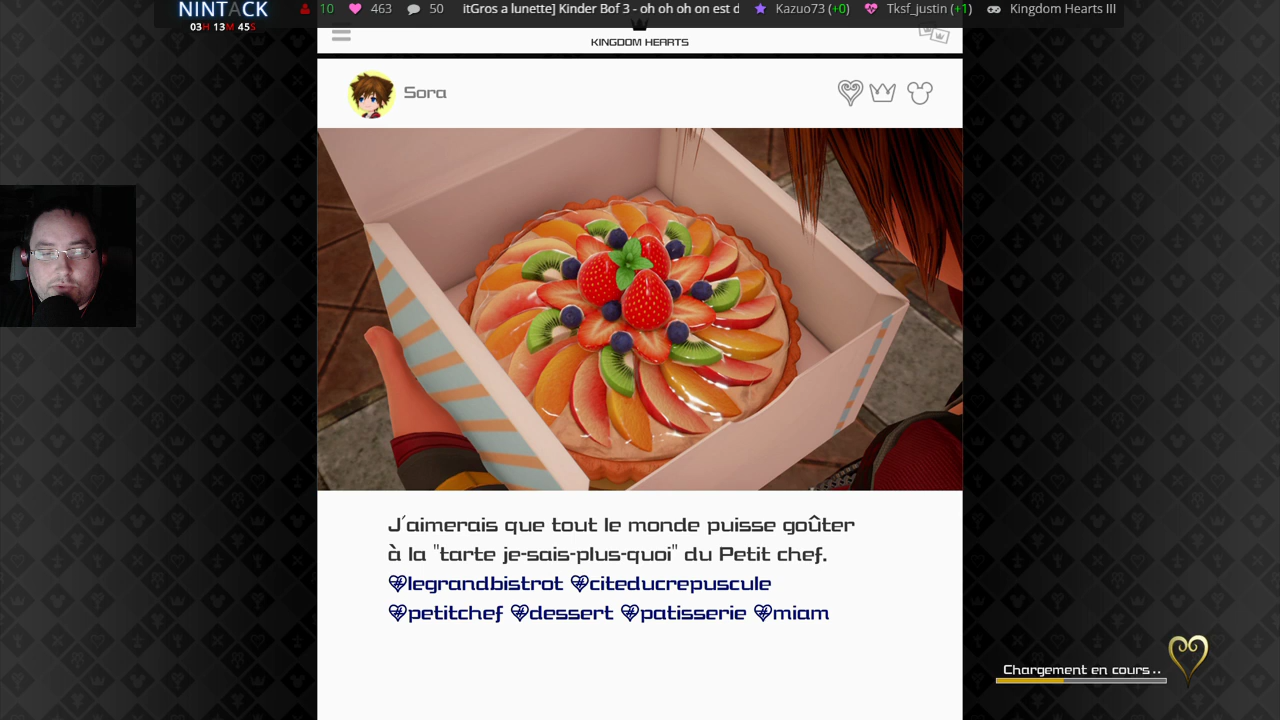 NINTACK
03H 13M 45S
10 463 50 itGros a lunette] Kinder Bof 3 - oh oh oh on est d Kazuo73 (+0) Tksf_justin (+1) Kingdom Hearts III
KINGDOM HEARTS
Sora
J'aimerais que tout le monde puisse goûter
à la "tarte je-sais-plus-quoi" du Petit chef.
#legrandbistrot #citeducrepuscule
#petitchef #dessert #patisserie #miam
Chargement en cours..